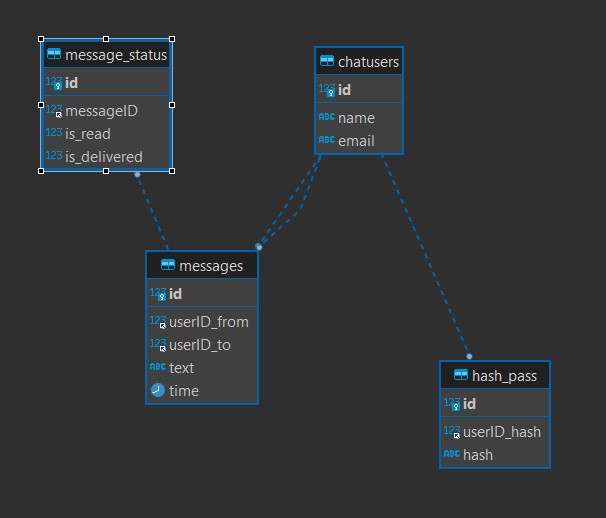 message_status
123 id
123 messageID
123 is_read
123 is_delivered
chatusers
123 id
ABC name
ABC email
messages
123 id
123 userID_from
123 userID_to
ABC text
time
hash_pass
123 id
123 userID_hash
ABC hash